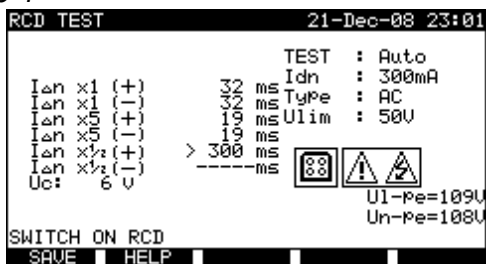 RCD TEST 21-Dec-08 23:01
TEST : Auto
Idn : 300mA
Type : AC
Ulim : 50V
IΔn x1 (+) 32 ms
IΔn x1 (−) 32 ms
IΔn x5 (+) 19 ms
IΔn x5 (−) 19 ms
IΔn x½ (+) > 300 ms
IΔn x½ (−) -----ms
Uc: 6 V
Ul-pe=109V
Un-pe=108V
SWITCH ON RCD
SAVE HELP